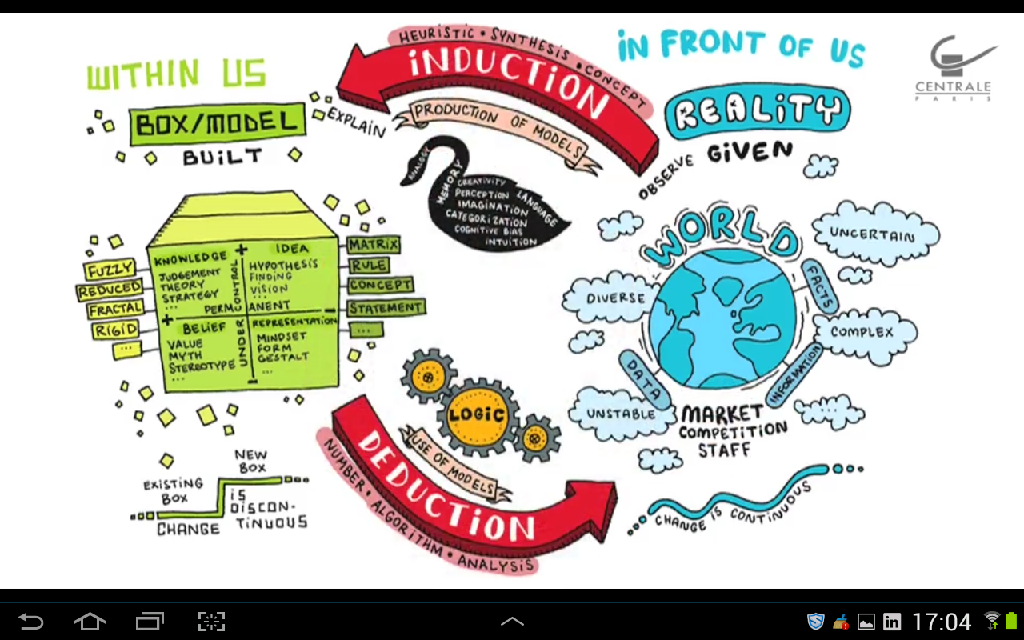 WITHIN US
BOX/MODEL
BUILT
HEURISTIC • SYNTHESIS • CONCEPT
INDUCTION
PRODUCTION OF MODELS
EXPLAIN
IN FRONT OF US
CENTRALE
PARIS
REALITY
GIVEN
OBSERVE
ANALOGY
MEMORY
CREATIVITY
LANGUAGE
PERCEPTION
IMAGINATION
CATEGORIZATION
COGNITIVE BIAS
INTUITION
FUZZY
REDUCED
FRACTAL
RIGID
...
KNOWLEDGE
JUDGEMENT
THEORY
STRATEGY
...
+
IDEA
HYPOTHESIS
FINDING
VISION
...
UNDER CONTROL
PERMANENT
+
-
BELIEF
VALUE
MYTH
STEREOTYPE
...
REPRESENTATION
MINDSET
FORM
GESTALT
...
-
MATRIX
RULE
CONCEPT
STATEMENT
...
WORLD
UNCERTAIN
DIVERSE
FACTS
COMPLEX
DATA
INFORMATION
UNSTABLE
......
MARKET
COMPETITION
STAFF
LOGIC
USE OF MODELS
DEDUCTION
NUMBER • ALGORITHM • ANALYSIS
NEW
BOX
EXISTING
BOX
CHANGE
IS
DISCON-
TINUOUS
CHANGE IS CONTINUOUS
in
17:04